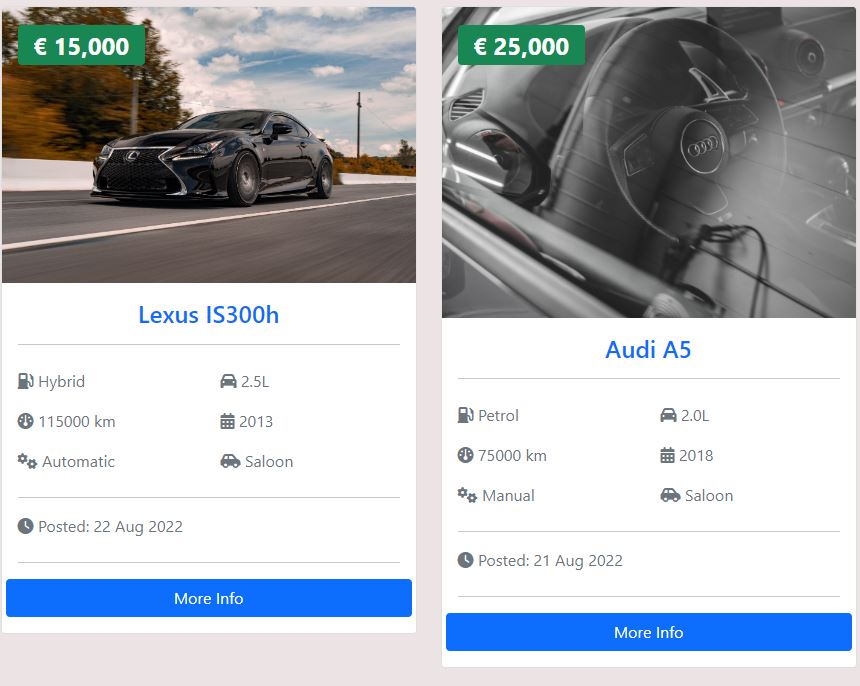 € 15,000
Lexus IS300h
Hybrid
2.5L
115000 km
2013
Automatic
Saloon
Posted: 22 Aug 2022
More Info
€ 25,000
Audi A5
Petrol
2.0L
75000 km
2018
Manual
Saloon
Posted: 21 Aug 2022
More Info